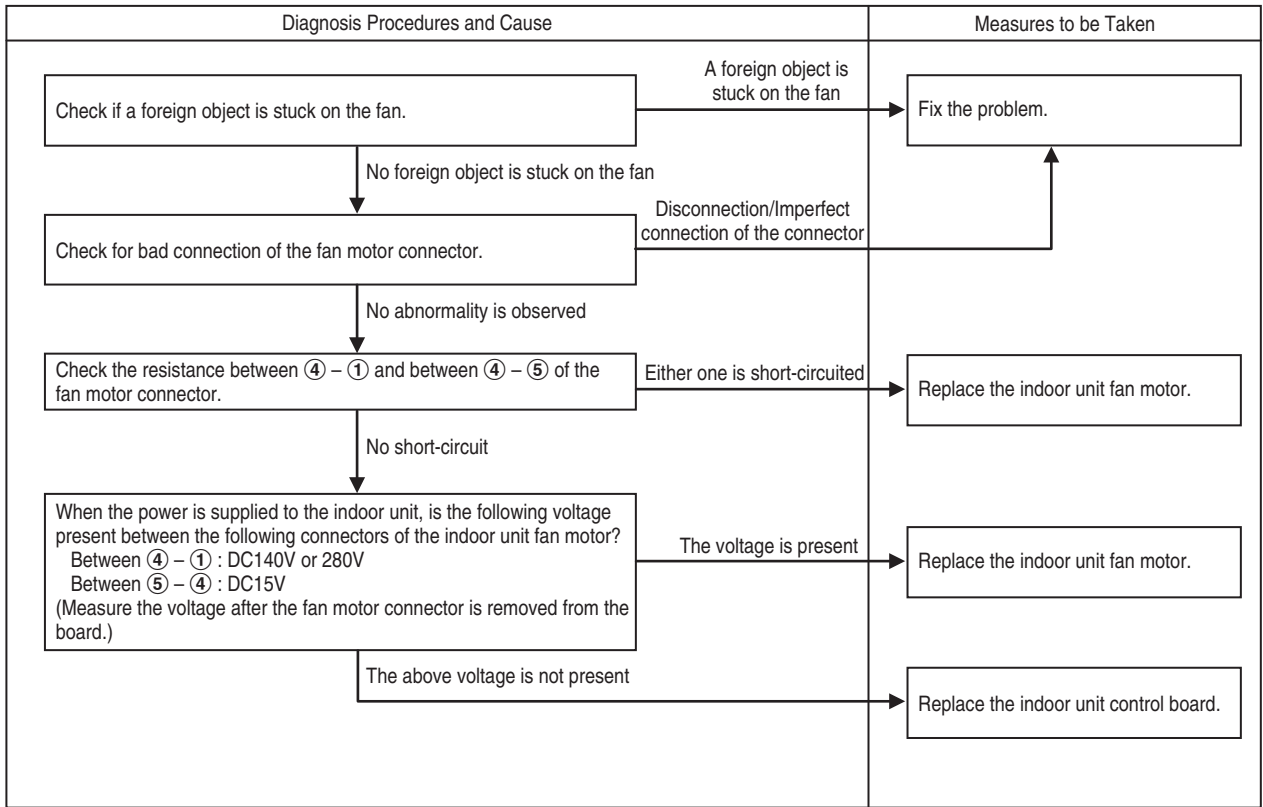 Diagnosis Procedures and Cause
Measures to be Taken
Check if a foreign object is stuck on the fan.
A foreign object is
stuck on the fan
Fix the problem.
No foreign object is stuck on the fan
Check for bad connection of the fan motor connector.
Disconnection/Imperfect
connection of the connector
No abnormality is observed
Check the resistance between ④ – ① and between ④ – ⑤ of the
fan motor connector.
Either one is short-circuited
Replace the indoor unit fan motor.
No short-circuit
When the power is supplied to the indoor unit, is the following voltage
present between the following connectors of the indoor unit fan motor?
Between ④ – ① : DC140V or 280V
Between ⑤ – ④ : DC15V
(Measure the voltage after the fan motor connector is removed from the
board.)
The voltage is present
Replace the indoor unit fan motor.
The above voltage is not present
Replace the indoor unit control board.